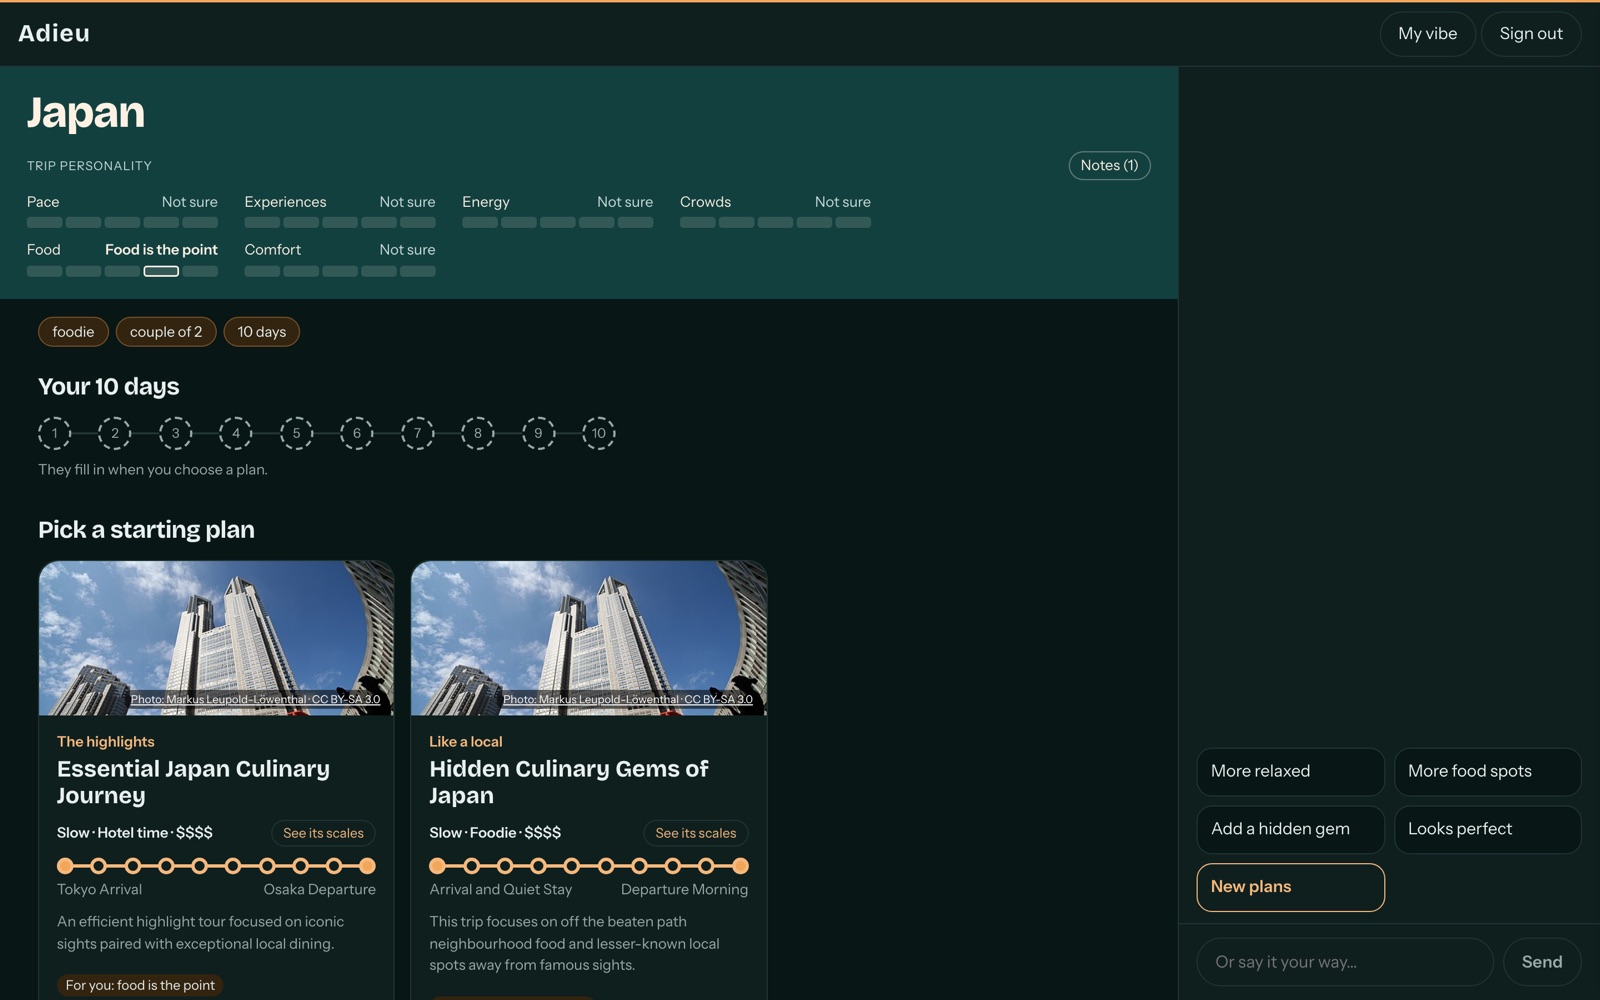 Adieu
My vibe
Sign out
Japan
TRIP PERSONALITY
Notes (1)
Pace
Not sure
Experiences
Not sure
Energy
Not sure
Crowds
Not sure
Food
Food is the point
Comfort
Not sure
foodie
couple of 2
10 days
Your 10 days
1
2
3
4
5
6
7
8
9
10
They fill in when you choose a plan.
Pick a starting plan
Photo: Markus Leupold-Löwenthal · CC BY-SA 3.0
The highlights
Essential Japan Culinary
Journey
Slow · Hotel time · $$$$
See its scales
Tokyo Arrival
Osaka Departure
An efficient highlight tour focused on iconic
sights paired with exceptional local dining.
For you: food is the point
Photo: Markus Leupold-Löwenthal · CC BY-SA 3.0
Like a local
Hidden Culinary Gems of
Japan
Slow · Foodie · $$$$
See its scales
Arrival and Quiet Stay
Departure Morning
This trip focuses on off the beaten path
neighbourhood food and lesser-known local
spots away from famous sights.
More relaxed
More food spots
Add a hidden gem
Looks perfect
New plans
Or say it your way...
Send